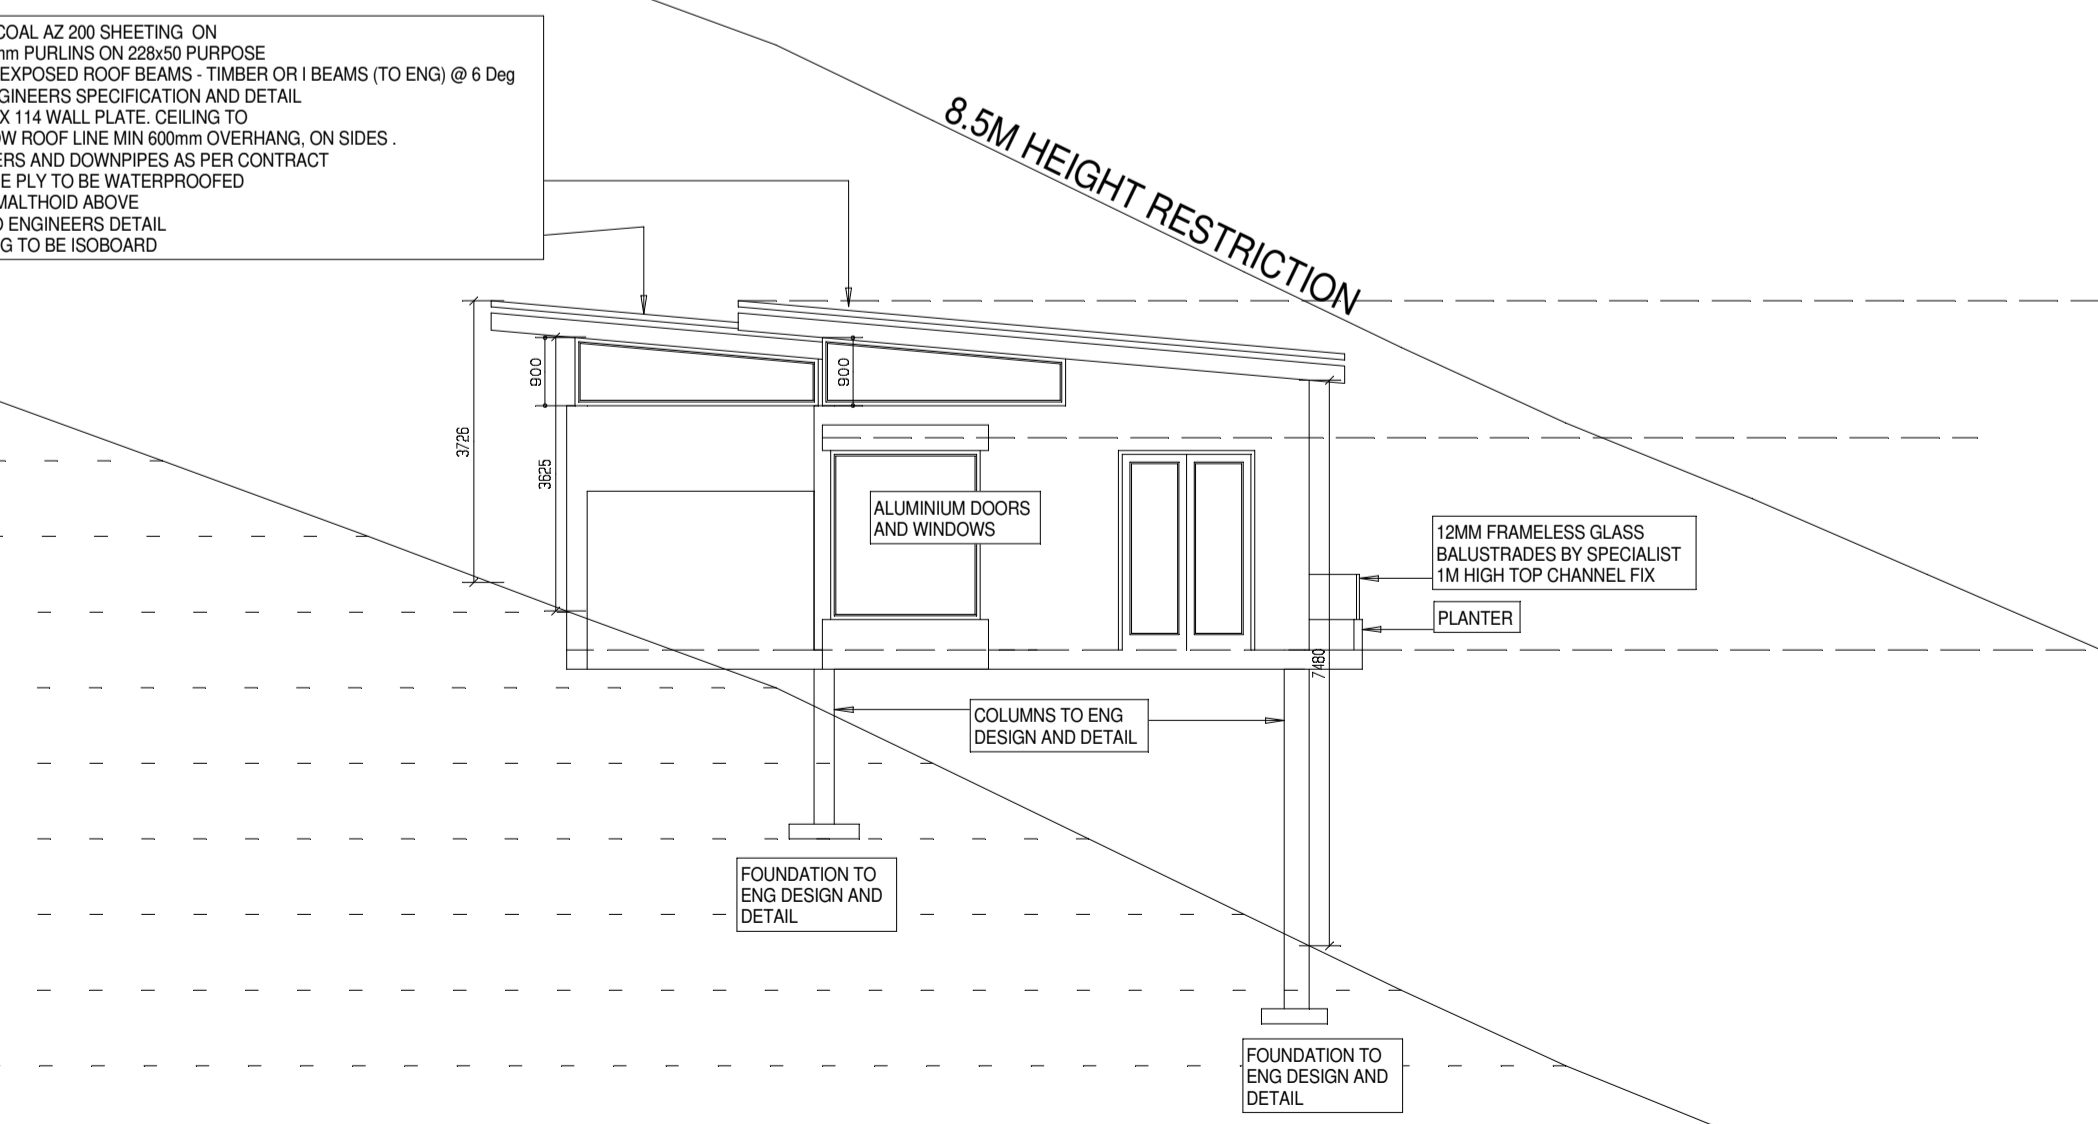 COAL AZ 200 SHEETING ON
mm PURLINS ON 228x50 PURPOSE
EXPOSED ROOF BEAMS - TIMBER OR I BEAMS (TO ENG) @ 6 Deg
GINEERS SPECIFICATION AND DETAIL
X 114 WALL PLATE. CEILING TO
OW ROOF LINE MIN 600mm OVERHANG, ON SIDES .
ERS AND DOWNPIPES AS PER CONTRACT
E PLY TO BE WATERPROOFED
MALTHOID ABOVE
O ENGINEERS DETAIL
G TO BE ISOBOARD
8.5M HEIGHT RESTRICTION
900
900
3726
3625
ALUMINIUM DOORS
AND WINDOWS
12MM FRAMELESS GLASS
BALUSTRADES BY SPECIALIST
1M HIGH TOP CHANNEL FIX
PLANTER
7480
COLUMNS TO ENG
DESIGN AND DETAIL
FOUNDATION TO
ENG DESIGN AND
DETAIL
FOUNDATION TO
ENG DESIGN AND
DETAIL